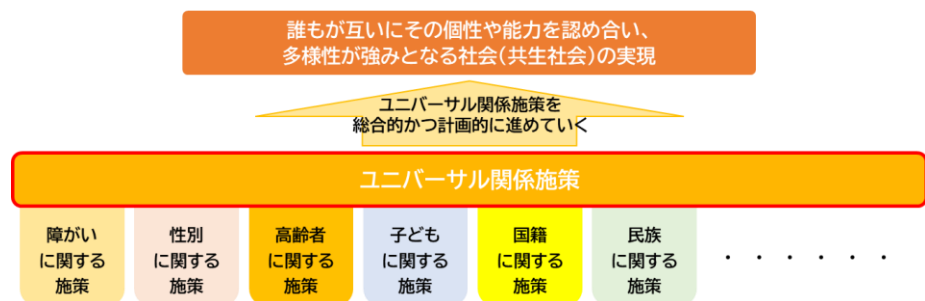 誰もが互いにその個性や能力を認め合い、
多様性が強みとなる社会(共生社会)の実現
ユニバーサル関係施策を
総合的かつ計画的に進めていく
ユニバーサル関係施策
障がい
に関する
施策
性別
に関する
施策
高齢者
に関する
施策
子ども
に関する
施策
国籍
に関する
施策
民族
に関する
施策
・・・・・・